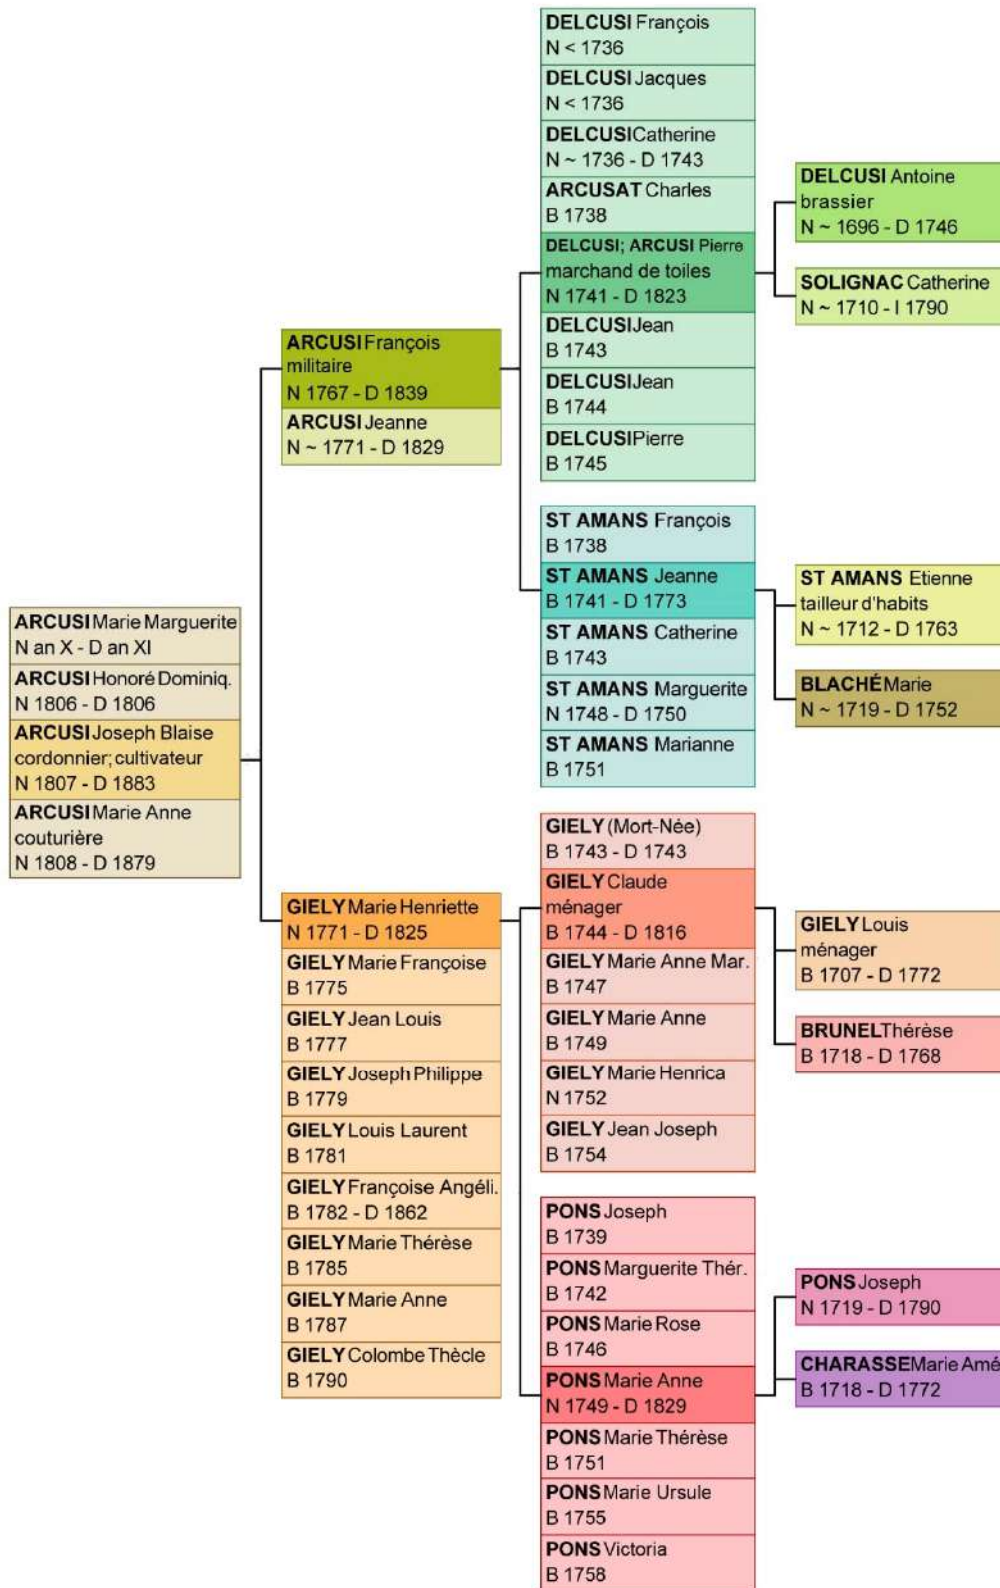 DELCUSI François
N < 1736
DELCUSI Jacques
N < 1736
DELCUSI Catherine
N ~ 1736 - D 1743
ARCUSAT Charles
B 1738
DELCUSI; ARCUSI Pierre
marchand de toiles
N 1741 - D 1823
DELCUSI Jean
B 1743
DELCUSI Jean
B 1744
DELCUSI Pierre
B 1745
DELCUSI Antoine
brassier
N ~ 1696 - D 1746
SOLIGNAC Catherine
N ~ 1710 - I 1790
ARCUSI François
militaire
N 1767 - D 1839
ARCUSI Jeanne
N ~ 1771 - D 1829
ST AMANS François
B 1738
ST AMANS Jeanne
B 1741 - D 1773
ST AMANS Catherine
B 1743
ST AMANS Marguerite
N 1748 - D 1750
ST AMANS Marianne
B 1751
ST AMANS Etienne
tailleur d'habits
N ~ 1712 - D 1763
BLACHÉ Marie
N ~ 1719 - D 1752
ARCUSI Marie Marguerite
N an X - D an XI
ARCUSI Honoré Dominiq.
N 1806 - D 1806
ARCUSI Joseph Blaise
cordonnier; cultivateur
N 1807 - D 1883
ARCUSI Marie Anne
couturière
N 1808 - D 1879
GIELY Marie Henriette
N 1771 - D 1825
GIELY Marie Françoise
B 1775
GIELY Jean Louis
B 1777
GIELY Joseph Philippe
B 1779
GIELY Louis Laurent
B 1781
GIELY Françoise Angéli.
B 1782 - D 1862
GIELY Marie Thérèse
B 1785
GIELY Marie Anne
B 1787
GIELY Colombe Thècle
B 1790
GIELY (Mort-Née)
B 1743 - D 1743
GIELY Claude
ménager
B 1744 - D 1816
GIELY Marie Anne Mar.
B 1747
GIELY Marie Anne
B 1749
GIELY Marie Henrica
N 1752
GIELY Jean Joseph
B 1754
GIELY Louis
ménager
B 1707 - D 1772
BRUNEL Thérèse
B 1718 - D 1768
PONS Joseph
B 1739
PONS Marguerite Thér.
B 1742
PONS Marie Rose
B 1746
PONS Marie Anne
N 1749 - D 1829
PONS Marie Thérèse
B 1751
PONS Marie Ursule
B 1755
PONS Victoria
B 1758
PONS Joseph
N 1719 - D 1790
CHARASSE Marie Amé
B 1718 - D 1772